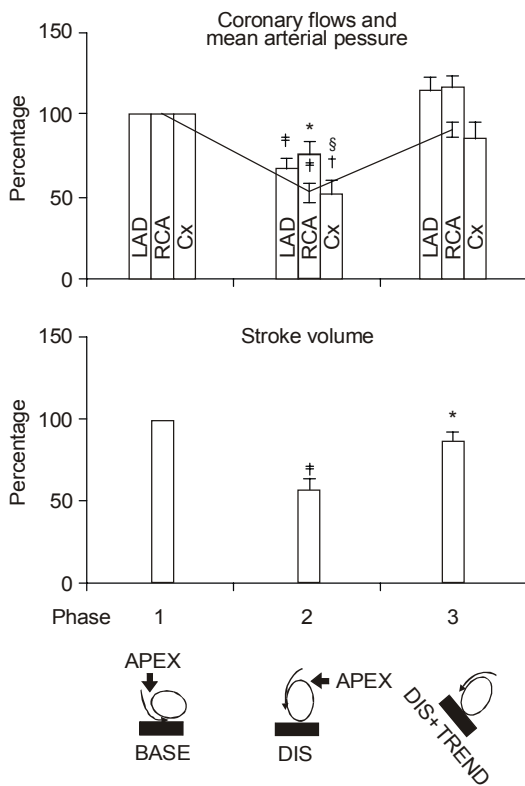 Coronary flows and
mean arterial pessure
150
100
50
0
Percentage
LAD
RCA
Cx
‡
*
‡
§
†
LAD
RCA
Cx
LAD
RCA
Cx
Stroke volume
150
100
50
0
Percentage
‡
*
Phase 1 2 3
APEX
BASE
APEX
DIS
DIS+TREND